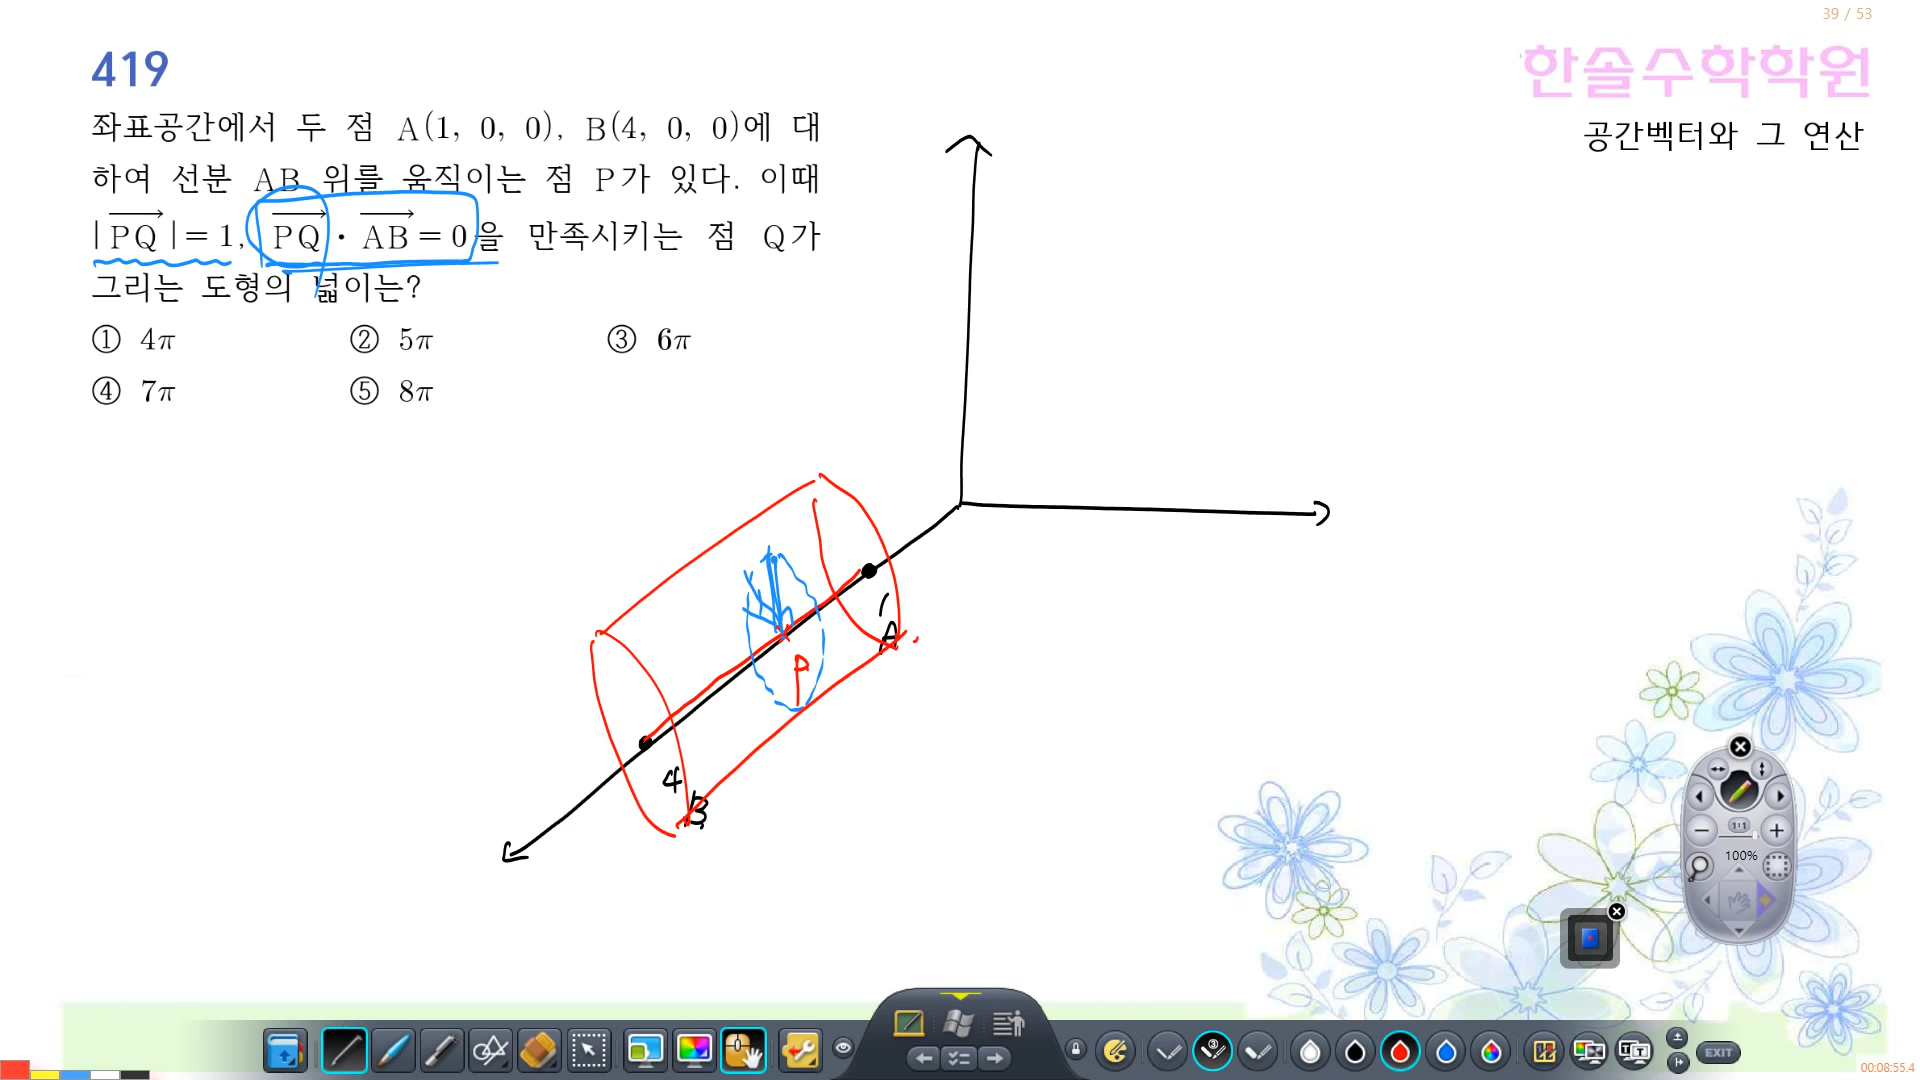 39 / 53
419
한솔수학학원
공간벡터와 그 연산
좌표공간에서 두 점 A(1, 0, 0), B(4, 0, 0)에 대
하여 선분 AB 위를 움직이는 점 P가 있다. 이때
|PQ|=1, PQ・AB=0을 만족시키는 점 Q가
그리는 도형의 넓이는?
① 4π ② 5π ③ 6π
④ 7π ⑤ 8π
1
A
P
4
B
1:1
100%
EXIT
00:08:55.4